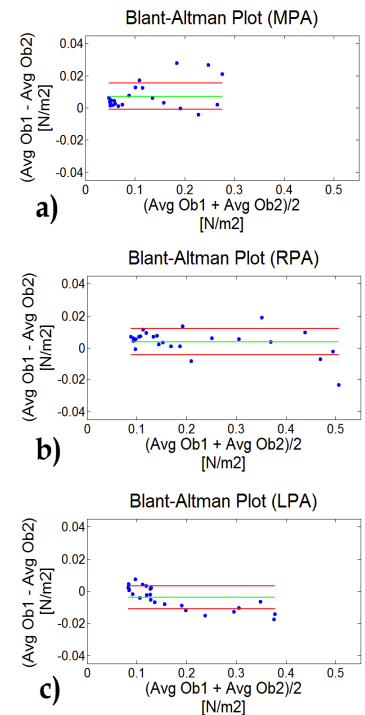 Blant-Altman Plot (MPA)
0.04
0.02
0
-0.02
-0.04
(Avg Ob1 - Avg Ob2)
[N/m2]
0 0.1 0.2 0.3 0.4 0.5
(Avg Ob1 + Avg Ob2)/2
[N/m2]
a)
Blant-Altman Plot (RPA)
0.04
0.02
0
-0.02
-0.04
(Avg Ob1 - Avg Ob2)
[N/m2]
0 0.1 0.2 0.3 0.4 0.5
(Avg Ob1 + Avg Ob2)/2
[N/m2]
b)
Blant-Altman Plot (LPA)
0.04
0.02
0
-0.02
-0.04
(Avg Ob1 - Avg Ob2)
[N/m2]
0 0.1 0.2 0.3 0.4 0.5
(Avg Ob1 + Avg Ob2)/2
[N/m2]
c)